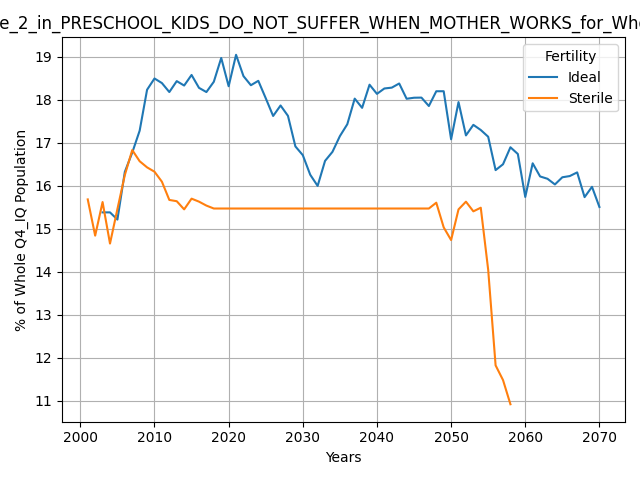 e_2_in_PRESCHOOL_KIDS_DO_NOT_SUFFER_WHEN_MOTHER_WORKS_for_Who
Fertility
Ideal
Sterile
% of Whole Q4_IQ Population
19
18
17
16
15
14
13
12
11
2000 2010 2020 2030 2040 2050 2060 2070
Years